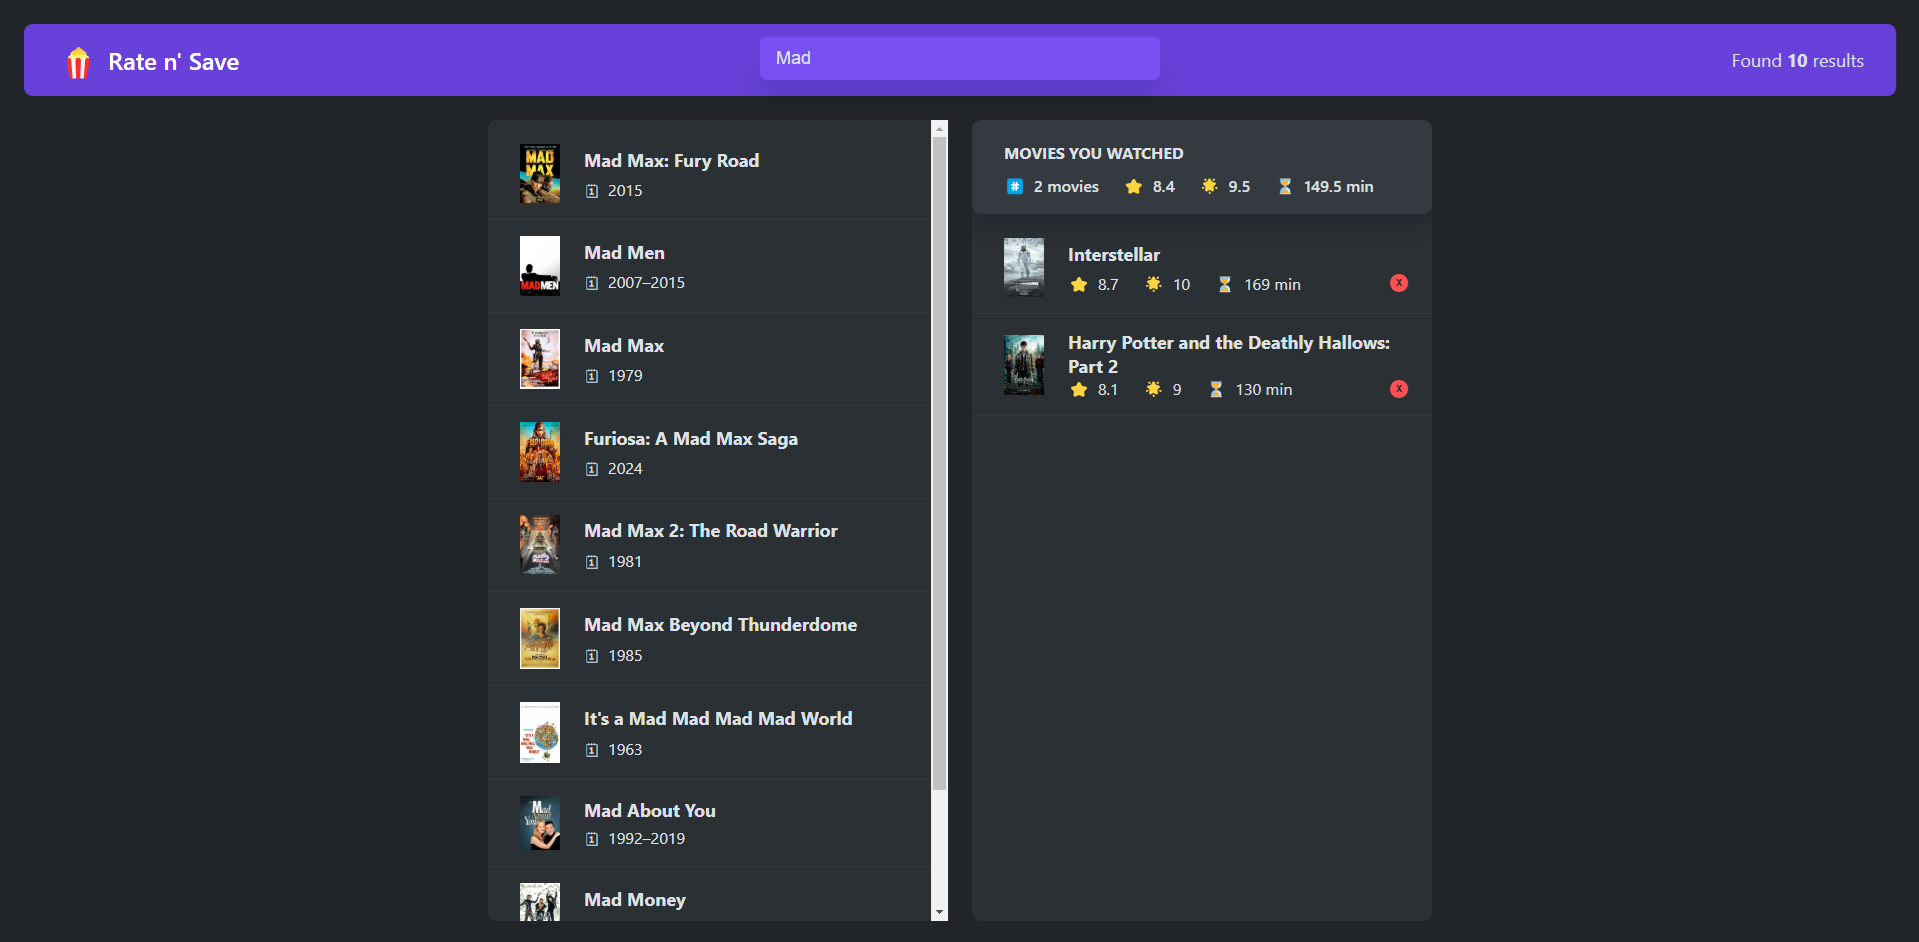 Rate n' Save
Mad
Found 10 results
MAD MAX
Mad Max: Fury Road
2015
MADMEN
Mad Men
2007–2015
Mad Max
1979
Furiosa: A Mad Max Saga
2024
Mad Max 2: The Road Warrior
1981
Mad Max Beyond Thunderdome
1985
It's a Mad Mad Mad Mad World
1963
Mad About You
1992–2019
Mad Money
MOVIES YOU WATCHED
# 2 movies 8.4 9.5 149.5 min
Interstellar
8.7 10 169 min X
Harry Potter and the Deathly Hallows:
Part 2
8.1 9 130 min X